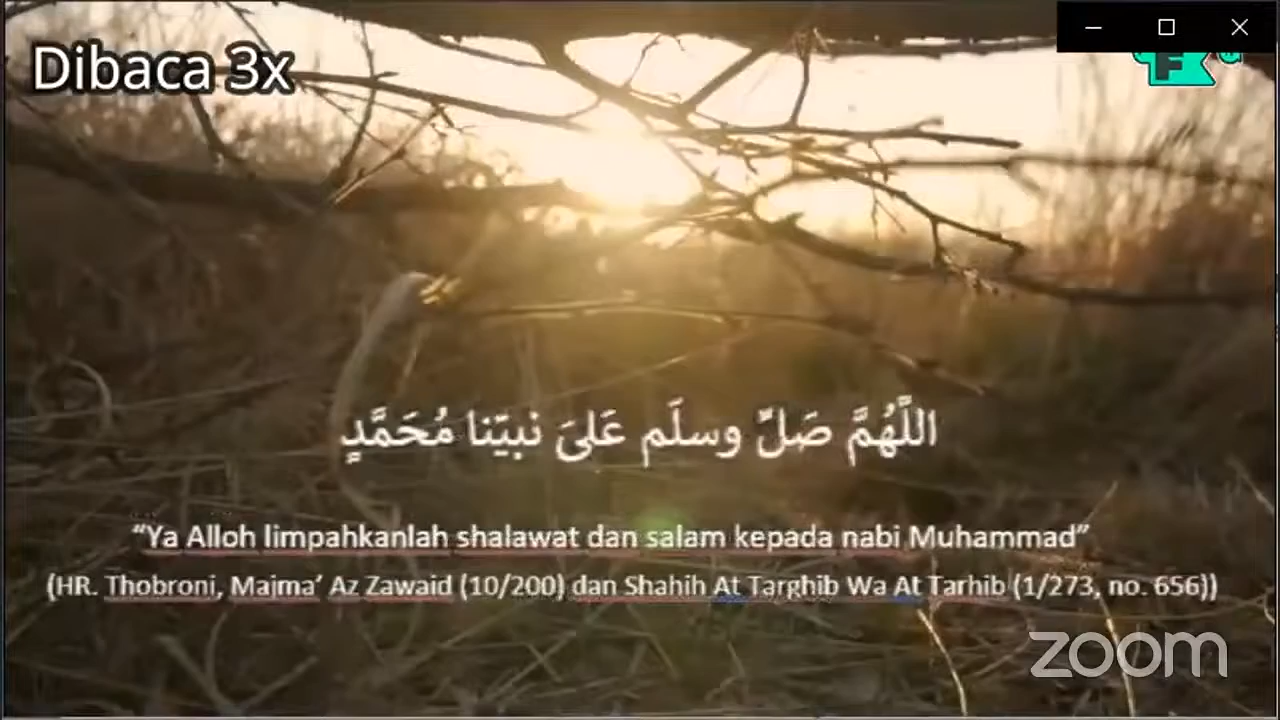 Dibaca 3x
F
اللَّهُمَّ صَلِّ وسلَم عَلىَ نبيّنا مُحَمَّدٍ
“Ya Alloh limpahkanlah shalawat dan salam kepada nabi Muhammad”
(HR. Thobroni, Majma’ Az Zawaid (10/200) dan Shahih At Targhib Wa At Tarhib (1/273, no. 656))
zoom